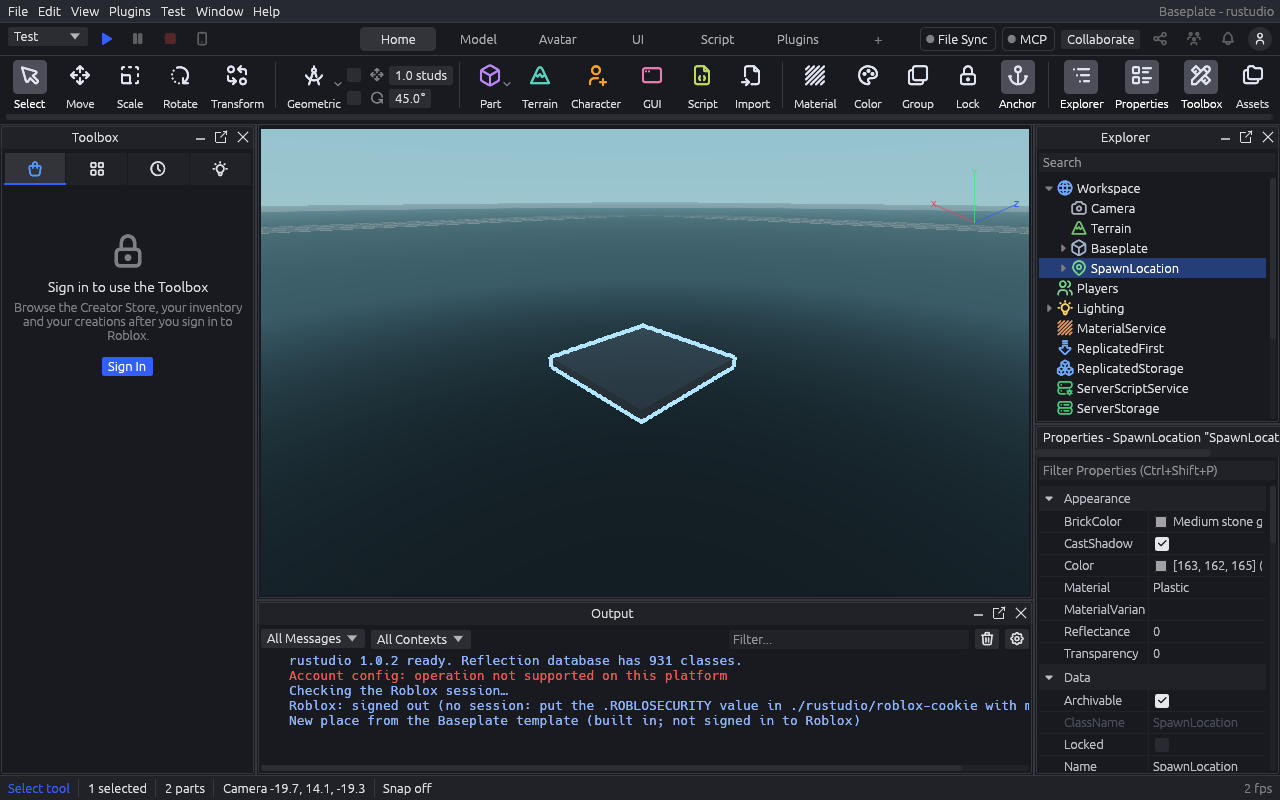 File Edit View Plugins Test Window Help
Baseplate - rustudio
Test
Home Model Avatar UI Script Plugins +
File Sync MCP Collaborate
Select Move Scale Rotate Transform
Geometric 1.0 studs
45.0°
Part Terrain Character GUI Script Import
Material Color Group Lock Anchor
Explorer Properties Toolbox Assets
Toolbox
Sign in to use the Toolbox
Browse the Creator Store, your inventory
and your creations after you sign in to
Roblox.
Sign In
X Y Z
Output
All Messages All Contexts Filter...
rustudio 1.0.2 ready. Reflection database has 931 classes.
Account config: operation not supported on this platform
Checking the Roblox session…
Roblox: signed out (no session: put the .ROBLOSECURITY value in ./rustudio/roblox-cookie with m
New place from the Baseplate template (built in; not signed in to Roblox)
Explorer
Search
Workspace
Camera
Terrain
Baseplate
SpawnLocation
Players
Lighting
MaterialService
ReplicatedFirst
ReplicatedStorage
ServerScriptService
ServerStorage
Properties - SpawnLocation "SpawnLocat
Filter Properties (Ctrl+Shift+P)
Appearance
BrickColor Medium stone g
CastShadow
Color [163, 162, 165] (
Material Plastic
MaterialVarian
Reflectance 0
Transparency 0
Data
Archivable
ClassName SpawnLocation
Locked
Name SpawnLocation
Select tool 1 selected 2 parts Camera -19.7, 14.1, -19.3 Snap off
2 fps